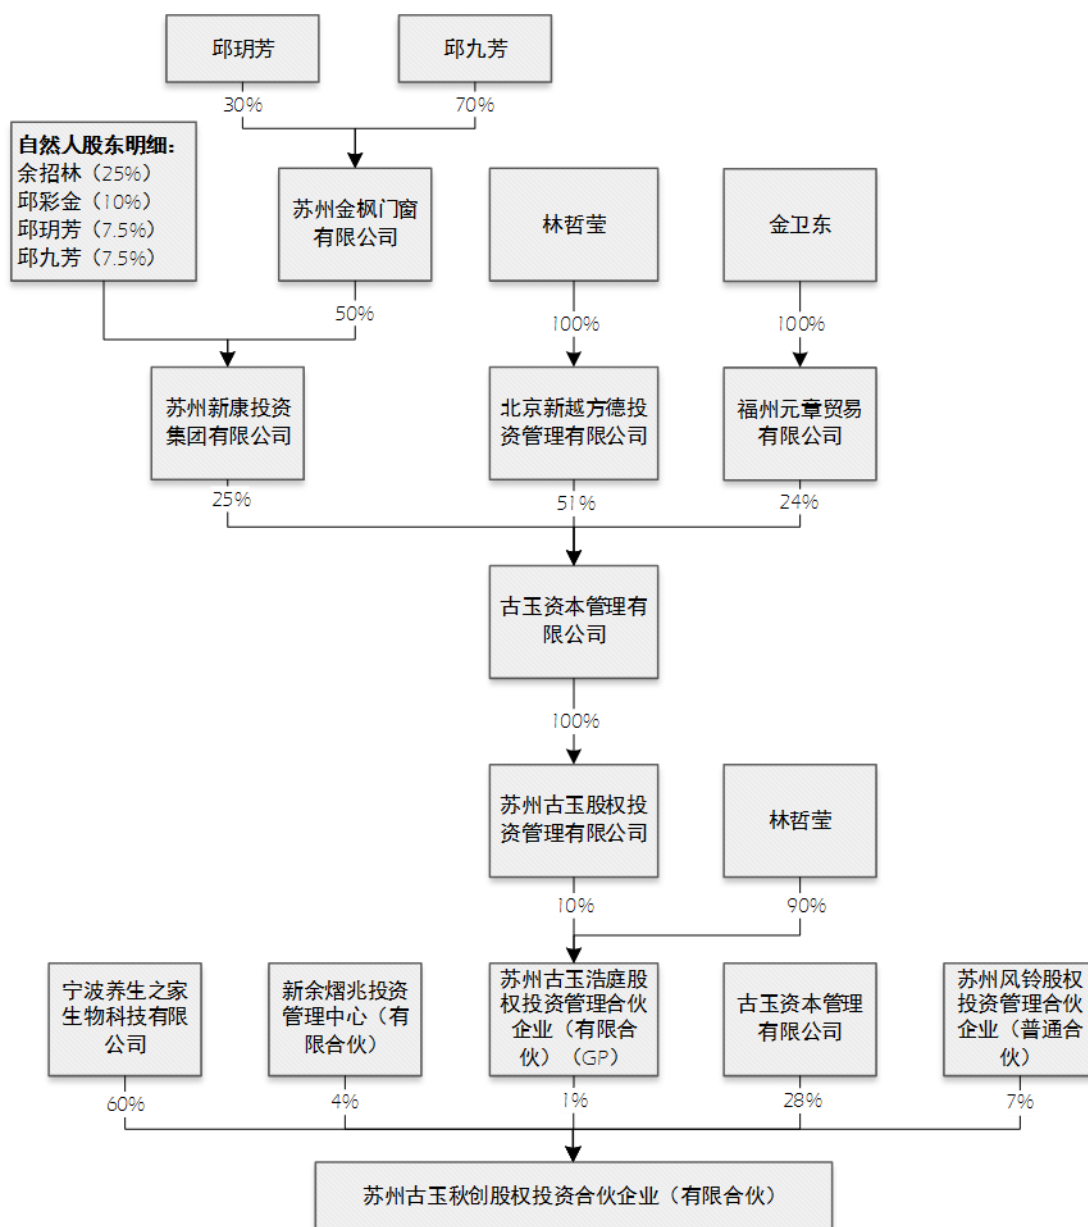 邱玥芳
邱九芳
30%
70%
自然人股东明细：
余招林（25%）
邱彩金（10%）
邱玥芳（7.5%）
邱九芳（7.5%）
苏州金枫门窗
有限公司
林哲莹
金卫东
50%
100%
100%
苏州新康投资
集团有限公司
北京新越方德投
资管理有限公司
福州元章贸易
有限公司
25%
51%
24%
古玉资本管理有
限公司
100%
苏州古玉股权投
资管理有限公司
林哲莹
10%
90%
宁波养生之家
生物科技有限
公司
新余熠兆投资
管理中心（有
限合伙）
苏州古玉浩庭股
权投资管理合伙
企业（有限合
伙）（GP）
古玉资本管理
有限公司
苏州风铃股权
投资管理合伙
企业（普通合
伙）
60%
4%
1%
28%
7%
苏州古玉秋创股权投资合伙企业（有限合伙）